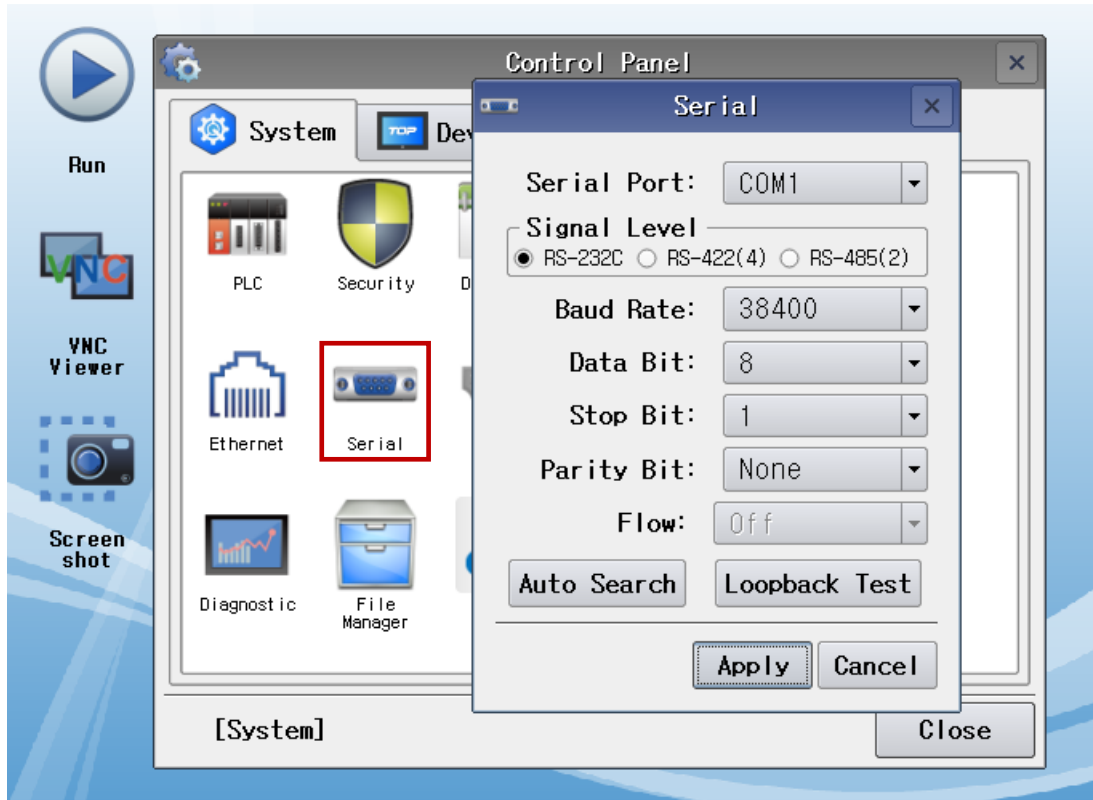 Run
VNC
VNC
Viewer
Screen
shot
Control Panel
System
TOP
PLC
Security
Ethernet
Serial
Diagnostic
File
Manager
[System]
Close
Serial
Serial Port: COM1
Signal Level
RS-232C RS-422(4) RS-485(2)
Baud Rate: 38400
Data Bit: 8
Stop Bit: 1
Parity Bit: None
Flow: Off
Auto Search Loopback Test
Apply Cancel